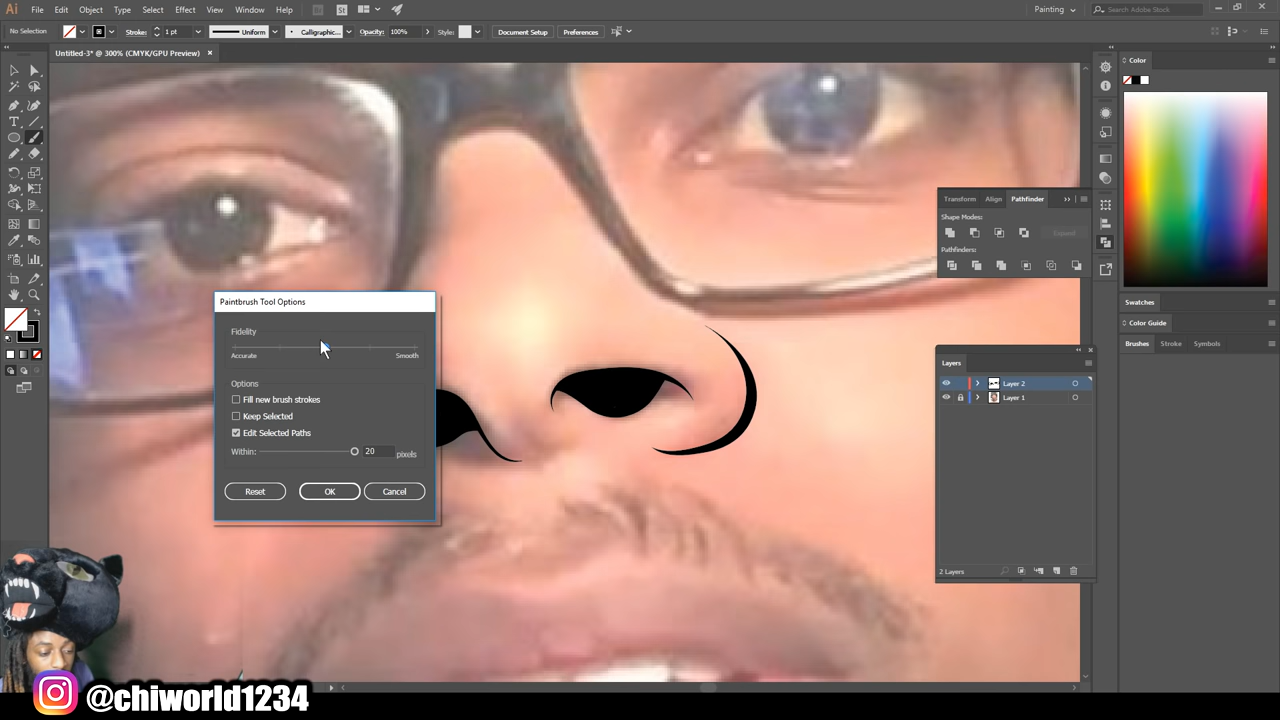 Ai File Edit Object Type Select Effect View Window Help Br St Painting Search Adobe Stock
No Selection Stroke: 1 pt Uniform Calligraphic... Opacity: 100% Style: Document Setup Preferences
Untitled-3* @ 300% (CMYK/GPU Preview) ×
Color
Transform Align Pathfinder
Shape Modes:
Expand
Pathfinders:
Swatches
Color Guide
Brushes Stroke Symbols
Layers
Layer 2
Layer 1
2 Layers
Paintbrush Tool Options
Fidelity
Accurate Smooth
Options
Fill new brush strokes
Keep Selected
Edit Selected Paths
Within: 20 pixels
Reset OK Cancel
@chiworld1234